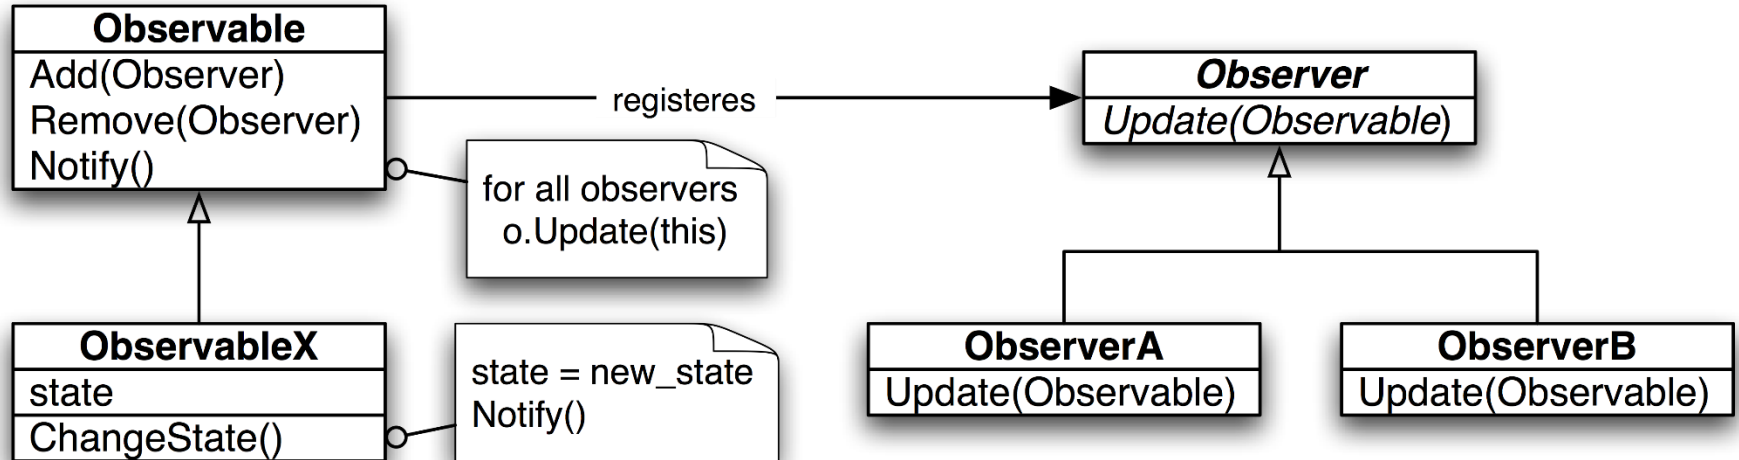 Observable
Add(Observer)
Remove(Observer)
Notify()
registeres
Observer
Update(Observable)
for all observers
o.Update(this)
ObservableX
state
ChangeState()
state = new_state
Notify()
ObserverA
Update(Observable)
ObserverB
Update(Observable)